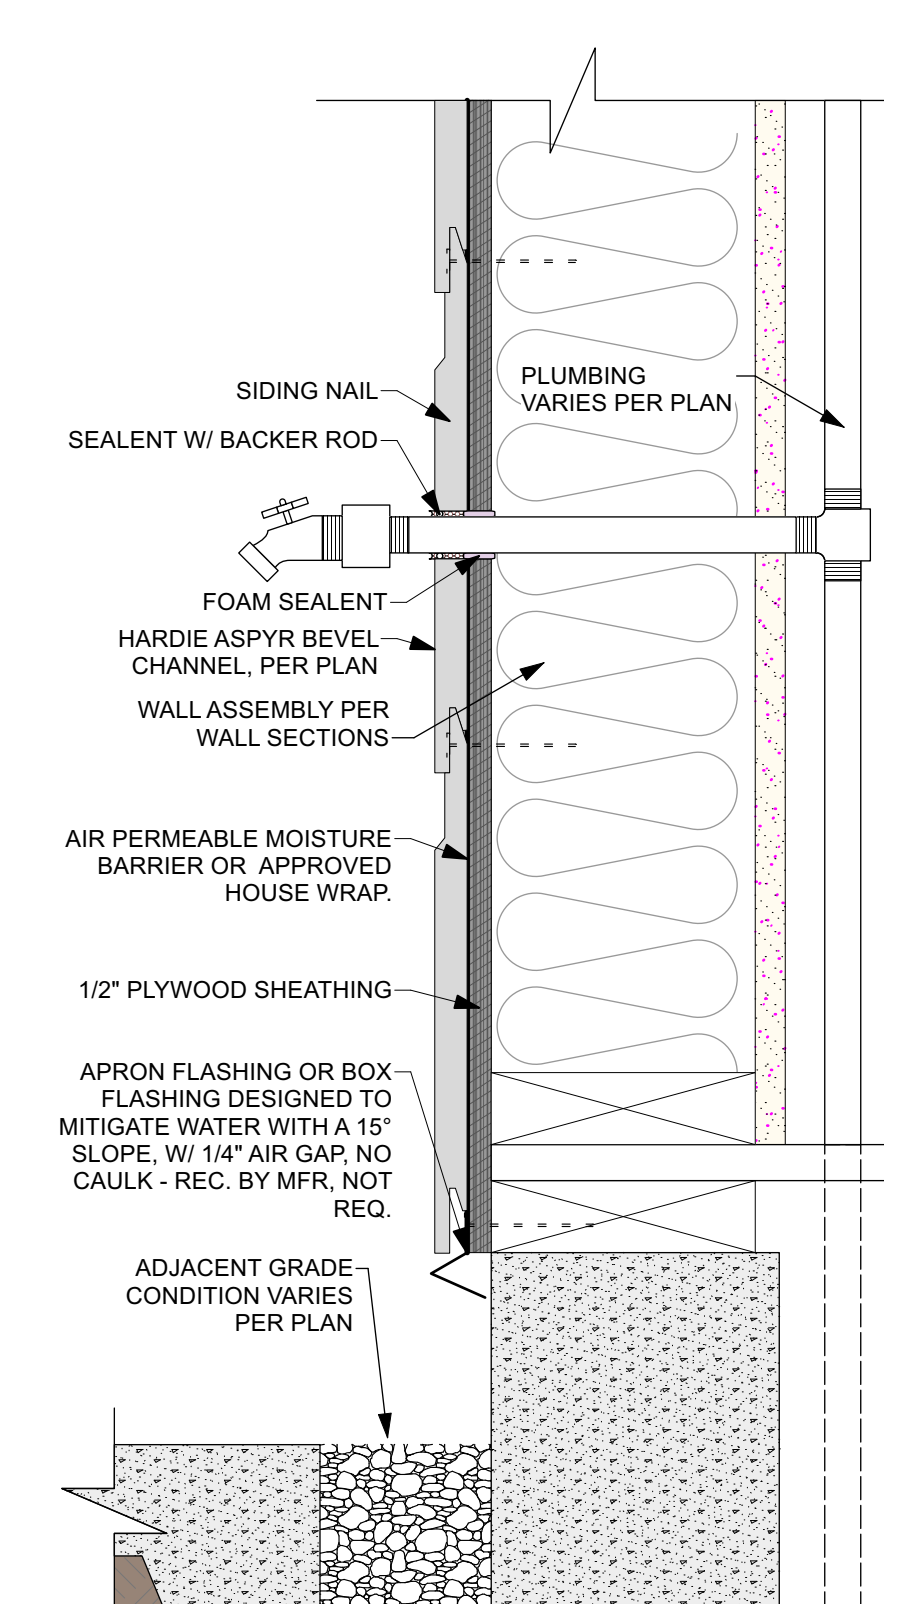 PLUMBING
VARIES PER PLAN
SIDING NAIL
SEALENT W/ BACKER ROD
FOAM SEALENT
HARDIE ASPYR BEVEL
CHANNEL, PER PLAN
WALL ASSEMBLY PER
WALL SECTIONS
AIR PERMEABLE MOISTURE
BARRIER OR  APPROVED
HOUSE WRAP.
1/2" PLYWOOD SHEATHING
APRON FLASHING OR BOX
FLASHING DESIGNED TO
MITIGATE WATER WITH A 15°
SLOPE, W/ 1/4" AIR GAP, NO
CAULK - REC. BY MFR, NOT
REQ.
ADJACENT GRADE
CONDITION VARIES
PER PLAN